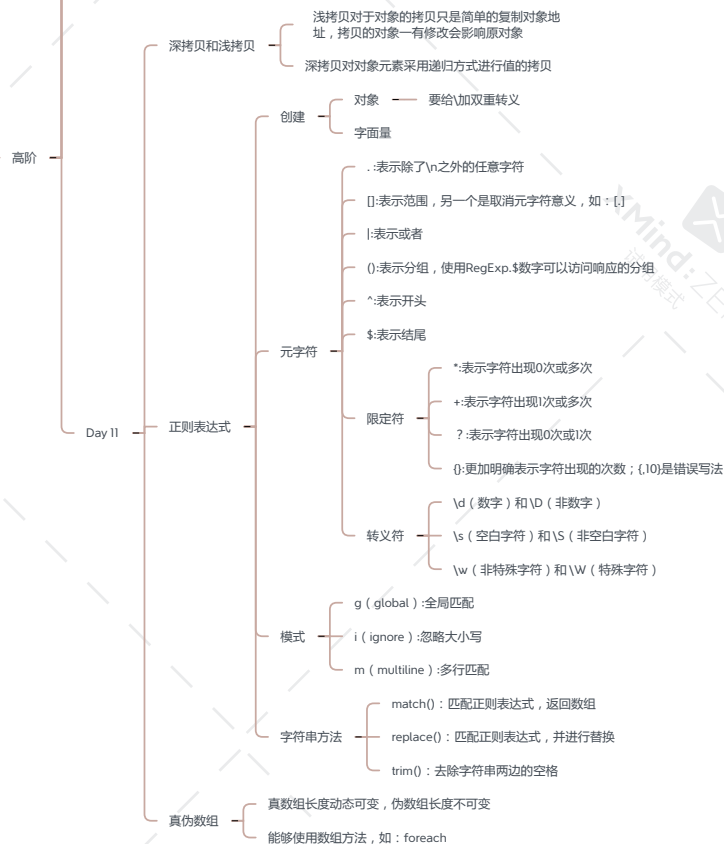 浅拷贝对于对象的拷贝只是简单的复制对象地
址，拷贝的对象一有修改会影响原对象
深拷贝和浅拷贝
深拷贝对对象元素采用递归方式进行值的拷贝
对象
要给\加双重转义
创建
字面量
高阶
. :表示除了\n之外的任意字符
[]:表示范围，另一个是取消元字符意义，如：[.]
|:表示或者
():表示分组，使用RegExp.$数字可以访问响应的分组
^:表示开头
$:表示结尾
元字符
*:表示字符出现0次或多次
+:表示字符出现1次或多次
限定符
？:表示字符出现0次或1次
{}:更加明确表示字符出现的次数；{,10}是错误写法
Day 11
正则表达式
\d（数字）和\D（非数字）
转义符
\s（空白字符）和\S（非空白字符）
\w（非特殊字符）和\W（特殊字符）
g（global）:全局匹配
模式
i（ignore）:忽略大小写
m（multiline）:多行匹配
match()：匹配正则表达式，返回数组
字符串方法
replace()：匹配正则表达式，并进行替换
trim()：去除字符串两边的空格
真数组长度动态可变，伪数组长度不可变
真伪数组
能够使用数组方法，如：foreach
XMind: ZE
试用模式